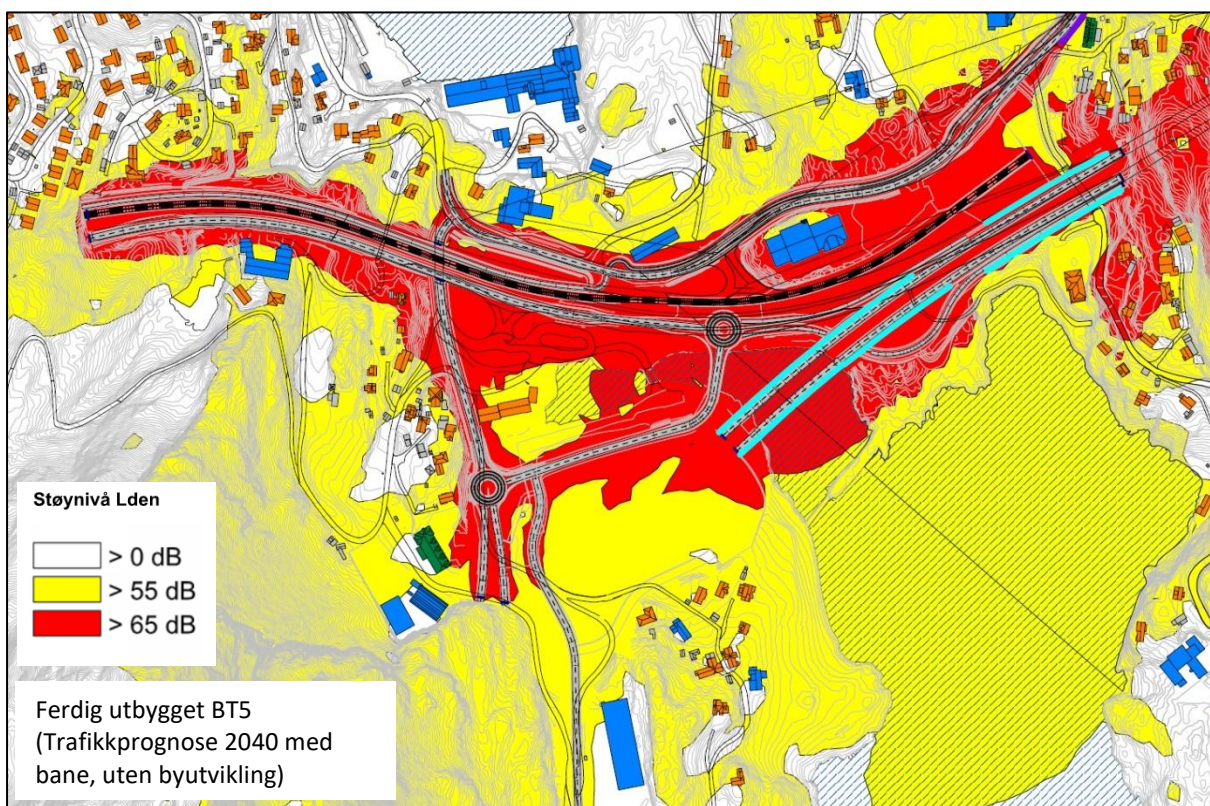 Støynivå Lden
> 0 dB
> 55 dB
> 65 dB
Ferdig utbygget BT5
(Trafikkprognose 2040 med
bane, uten byutvikling)